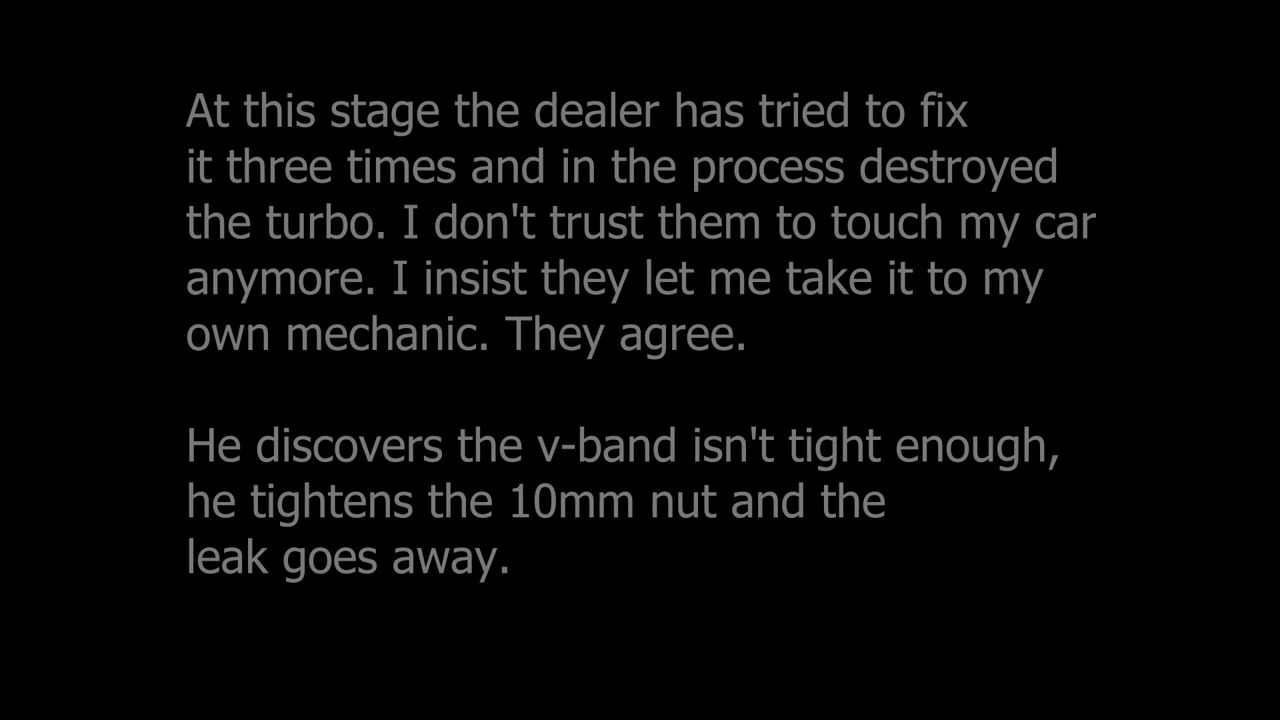 At this stage the dealer has tried to fix
it three times and in the process destroyed
the turbo. I don't trust them to touch my car
anymore. I insist they let me take it to my
own mechanic. They agree.
He discovers the v-band isn't tight enough,
he tightens the 10mm nut and the
leak goes away.